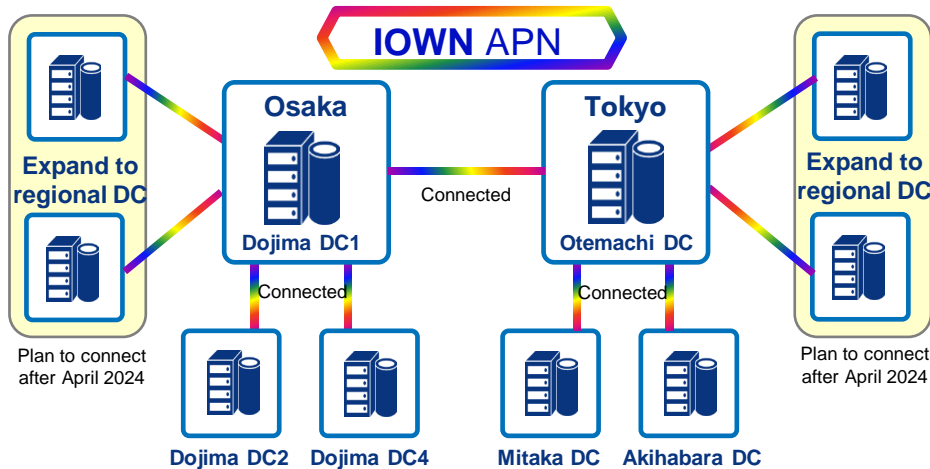 IOWN APN
Osaka
Dojima DC1
Connected
Tokyo
Otemachi DC
Expand to
regional DC
Plan to connect
after April 2024
Expand to
regional DC
Plan to connect
after April 2024
Connected
Connected
Dojima DC2
Dojima DC4
Mitaka DC
Akihabara DC